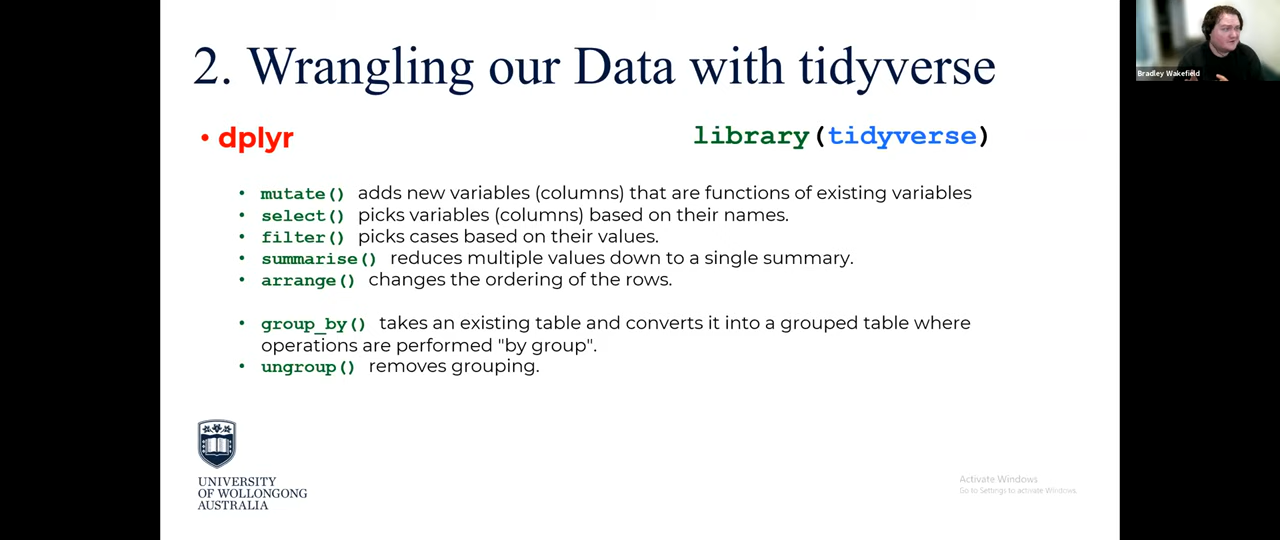 2. Wrangling our Data with tidyverse
Bradley Wakefield
• dplyr
library(tidyverse)
• mutate() adds new variables (columns) that are functions of existing variables
• select() picks variables (columns) based on their names.
• filter() picks cases based on their values.
• summarise() reduces multiple values down to a single summary.
• arrange() changes the ordering of the rows.
• group_by() takes an existing table and converts it into a grouped table where
operations are performed "by group".
• ungroup() removes grouping.
UNIVERSITY
OF WOLLONGONG
AUSTRALIA
Activate Windows
Go to Settings to activate Windows.